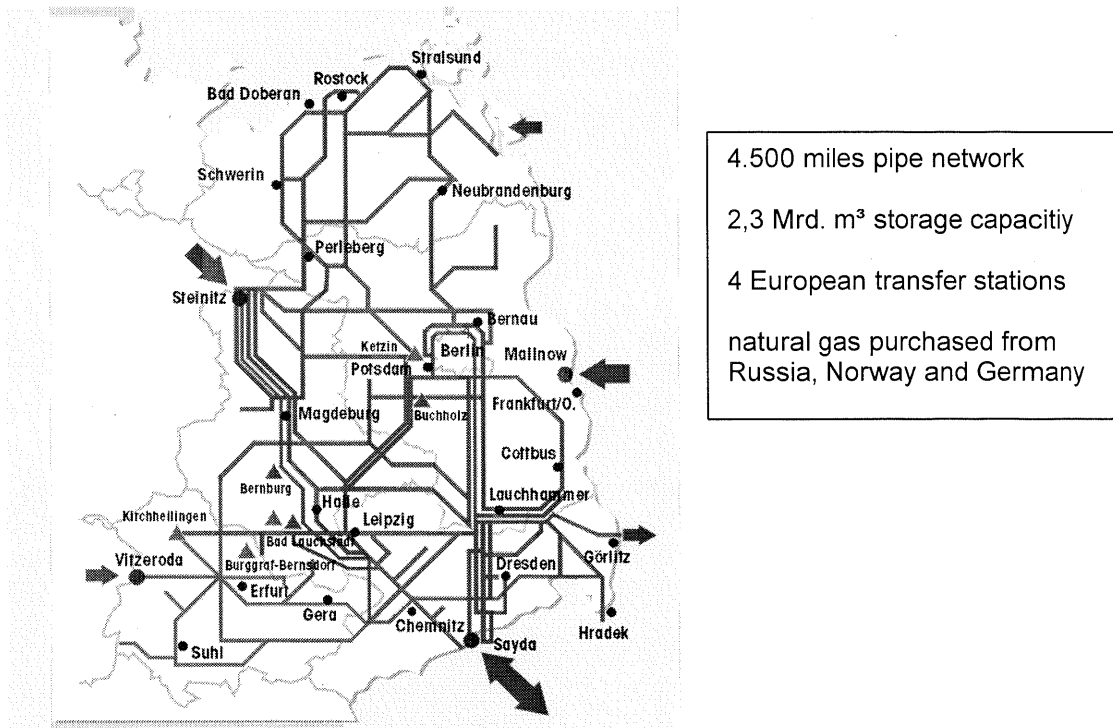 Stralsund
Rostock
Bad Doberan
Schwerin
Neubrandenburg
Perleberg
Steinitz
Bernau
Ketzin
Berlin
Mallnow
Potsdam
Frankfurt/O.
Magdeburg
Buchholz
Cottbus
Bernburg
Lauchhammer
Halle
Kirchheilingen
Leipzig
Bad Lauchstädt
Görlitz
Vitzeroda
Burggraf-Bernsdorf
Dresden
Erfurt
Gera
Chemnitz
Hradek
Suhl
Sayda
4.500 miles pipe network
2,3 Mrd. m³ storage capacitiy
4 European transfer stations
natural gas purchased from
Russia, Norway and Germany